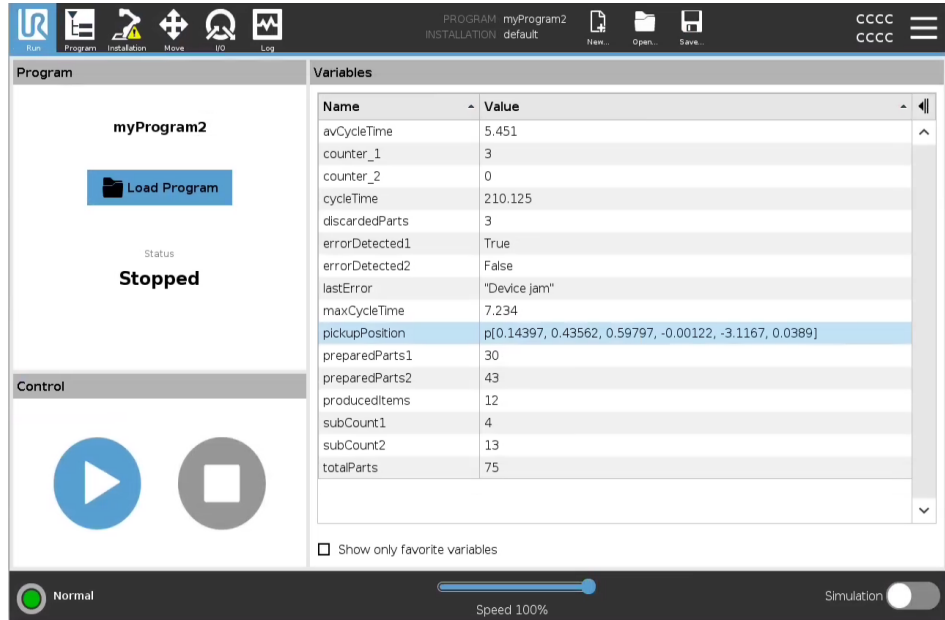 PROGRAM myProgram2
INSTALLATION default
UR
Run
Program
Installation
Move
I/O
Log
New...
Open...
Save...
CCCC
CCCC
Program
myProgram2
Load Program
Status
Stopped
Control
Variables
Name Value
avCycleTime 5.451
counter_1 3
counter_2 0
cycleTime 210.125
discardedParts 3
errorDetected1 True
errorDetected2 False
lastError "Device jam"
maxCycleTime 7.234
pickupPosition p[0.14397, 0.43562, 0.59797, -0.00122, -3.1167, 0.0389]
preparedParts1 30
preparedParts2 43
producedItems 12
subCount1 4
subCount2 13
totalParts 75
Show only favorite variables
Normal
Speed 100%
Simulation